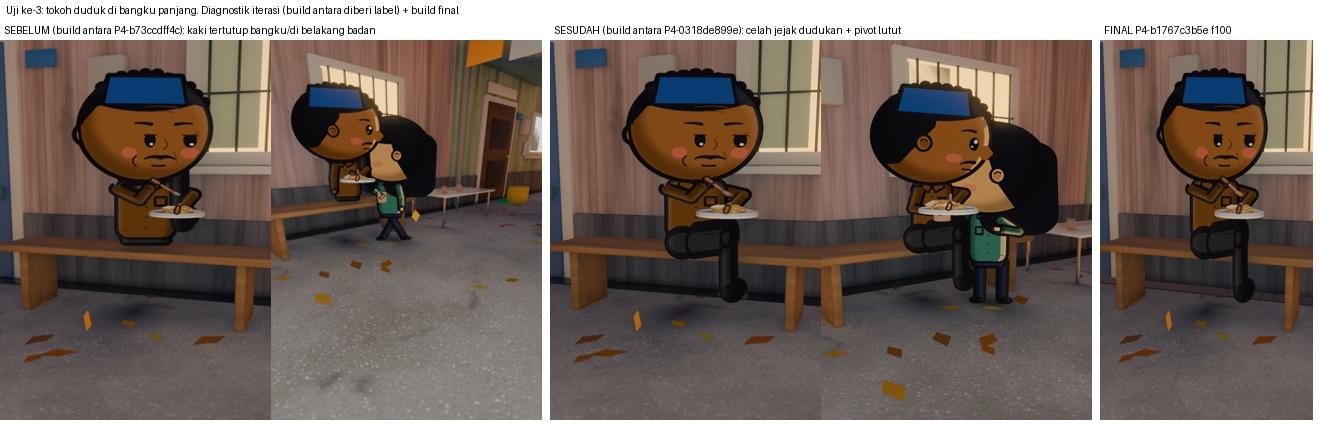 Uji ke-3: tokoh duduk di bangku panjang. Diagnostik iterasi (build antara diberi label) + build final
SEBELUM (build antara P4-b73ccdff4c): kaki tertutup bangku/di belakang badan
SESUDAH (build antara P4-0318de899e): celah jejak dudukan + pivot lutut
FINAL P4-b1767c3b5e f100